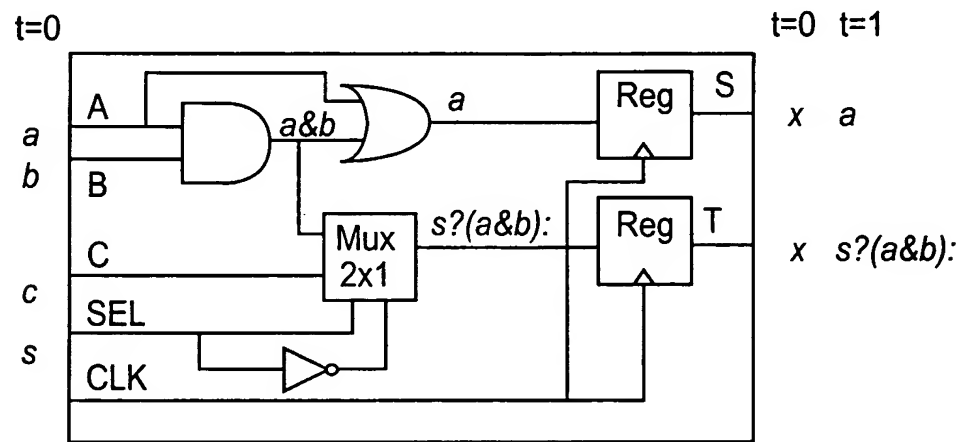 t=0
t=0 t=1
A
a
a&b
a
Reg
S
x a
b
B
C
c
Mux
2x1
s?(a&b):
Reg
T
x s?(a&b):
SEL
s
CLK